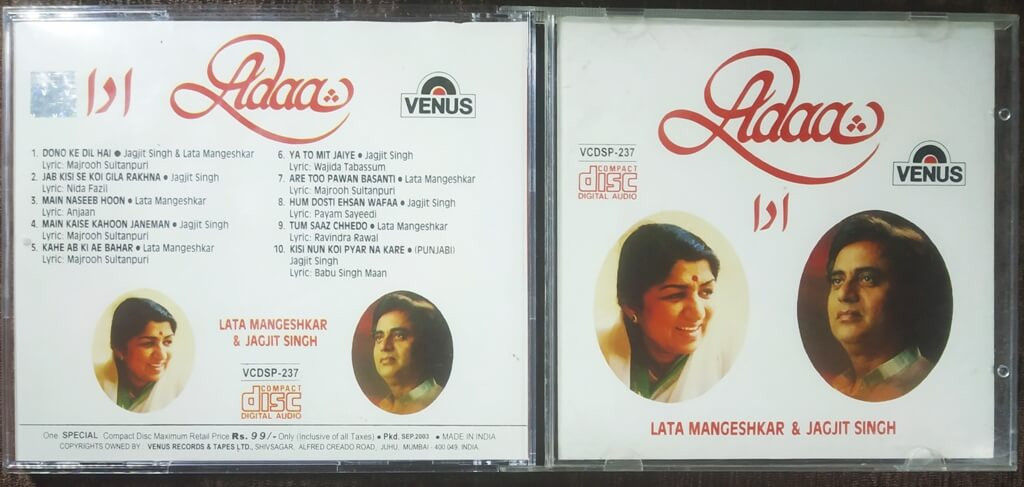 ادا
Adaa
VENUS
1. DONO KE DIL HAI ● Jagjit Singh & Lata Mangeshkar
Lyric: Majrooh Sultanpuri
2. JAB KISI SE KOI GILA RAKHNA ● Jagjit Singh
Lyric: Nida Fazil
3. MAIN NASEEB HOON ● Lata Mangeshkar
Lyric: Anjaan
4. MAIN KAISE KAHOON JANEMAN ● Jagjit Singh
Lyric: Majrooh Sultanpuri
5. KAHE AB KI AE BAHAR ● Lata Mangeshkar
Lyric: Majrooh Sultanpuri
6. YA TO MIT JAIYE ● Jagjit Singh
Lyric: Wajida Tabassum
7. ARE TOO PAWAN BASANTI ● Lata Mangeshkar
Lyric: Majrooh Sultanpuri
8. HUM DOSTI EHSAN WAFAA ● Jagjit Singh
Lyric: Payam Sayeedi
9. TUM SAAZ CHHEDO ● Lata Mangeshkar
Lyric: Ravindra Rawal
10. KISI NUN KOI PYAR NA KARE ● (PUNJABI)
Jagjit Singh
Lyric: Babu Singh Maan
LATA MANGESHKAR
& JAGJIT SINGH
VCDSP-237
COMPACT
disc
DIGITAL AUDIO
One SPECIAL Compact Disc Maximum Retail Price Rs. 99/- Only (Inclusive of all Taxes) ● Pkd. SEP.2003 ● MADE IN INDIA
COPYRIGHTS OWNED BY : VENUS RECORDS & TAPES LTD., SHIVSAGAR, ALFRED CREADO ROAD, JUHU, MUMBAI - 400 049, INDIA.
Adaa
VCDSP-237
COMPACT
disc
DIGITAL AUDIO
VENUS
ادا
LATA MANGESHKAR & JAGJIT SINGH